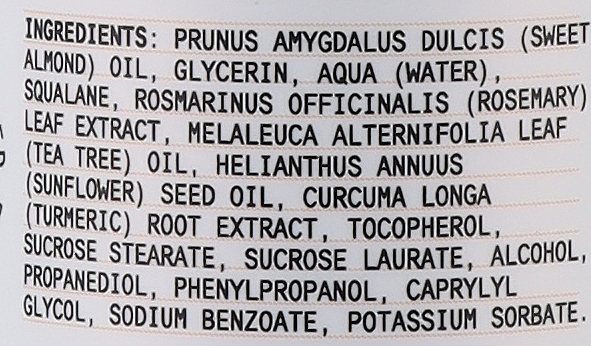 INGREDIENTS: PRUNUS AMYGDALUS DULCIS (SWEET
ALMOND) OIL, GLYCERIN, AQUA (WATER),
SQUALANE, ROSMARINUS OFFICINALIS (ROSEMARY)
LEAF EXTRACT, MELALEUCA ALTERNIFOLIA LEAF
(TEA TREE) OIL, HELIANTHUS ANNUUS
(SUNFLOWER) SEED OIL, CURCUMA LONGA
(TURMERIC) ROOT EXTRACT, TOCOPHEROL,
SUCROSE STEARATE, SUCROSE LAURATE, ALCOHOL,
PROPANEDIOL, PHENYLPROPANOL, CAPRYLYL
GLYCOL, SODIUM BENZOATE, POTASSIUM SORBATE.